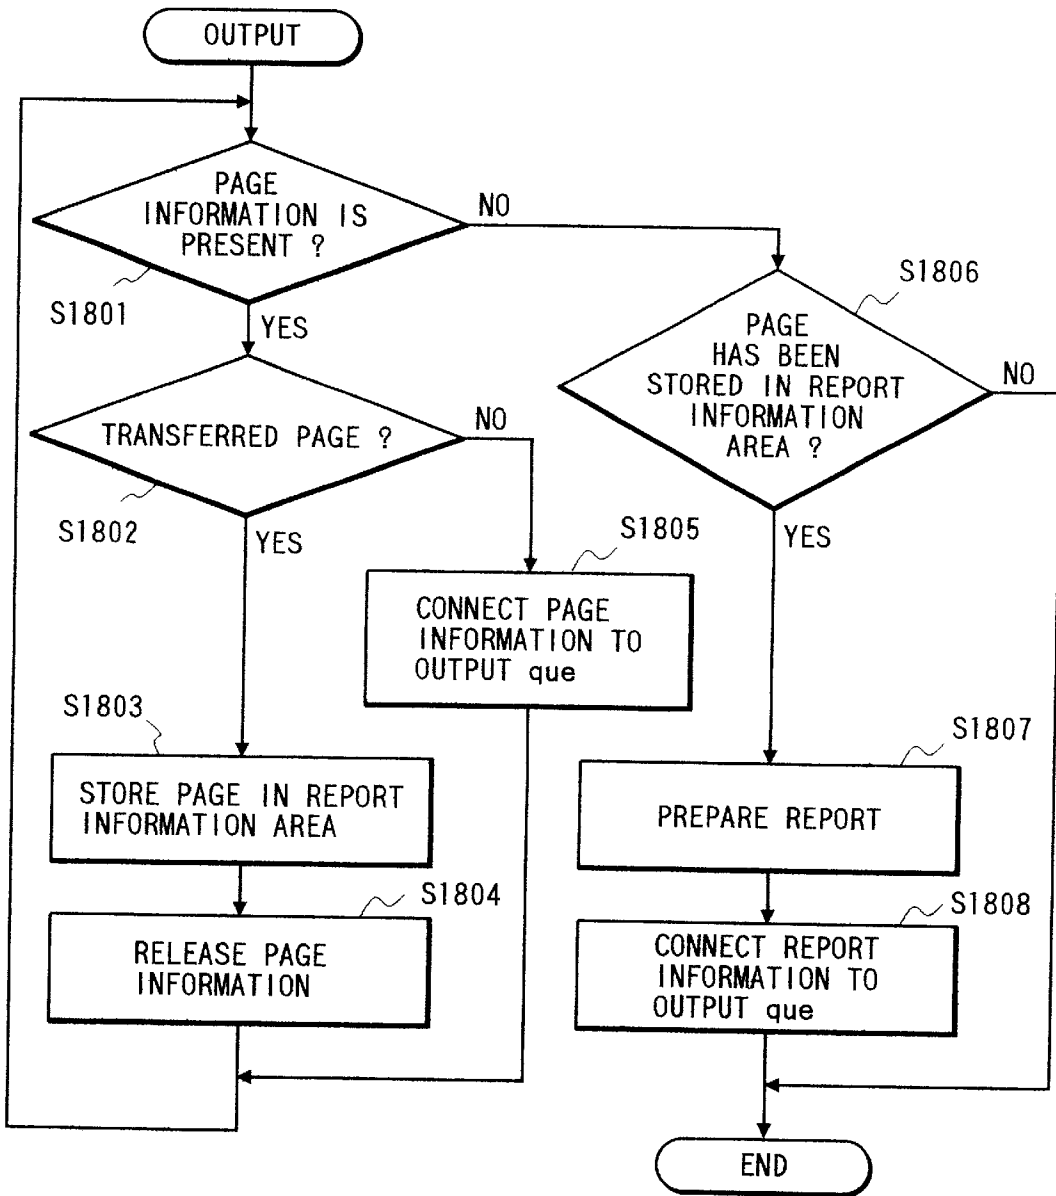 OUTPUT
PAGE
INFORMATION IS
PRESENT ?
NO
S1801
YES
S1806
PAGE
HAS BEEN
STORED IN REPORT
INFORMATION
AREA ?
NO
TRANSFERRED PAGE ?
NO
S1802
YES
S1805
YES
CONNECT PAGE
INFORMATION TO
OUTPUT que
S1803
STORE PAGE IN REPORT
INFORMATION AREA
S1807
PREPARE REPORT
S1804
RELEASE PAGE
INFORMATION
S1808
CONNECT REPORT
INFORMATION TO
OUTPUT que
END